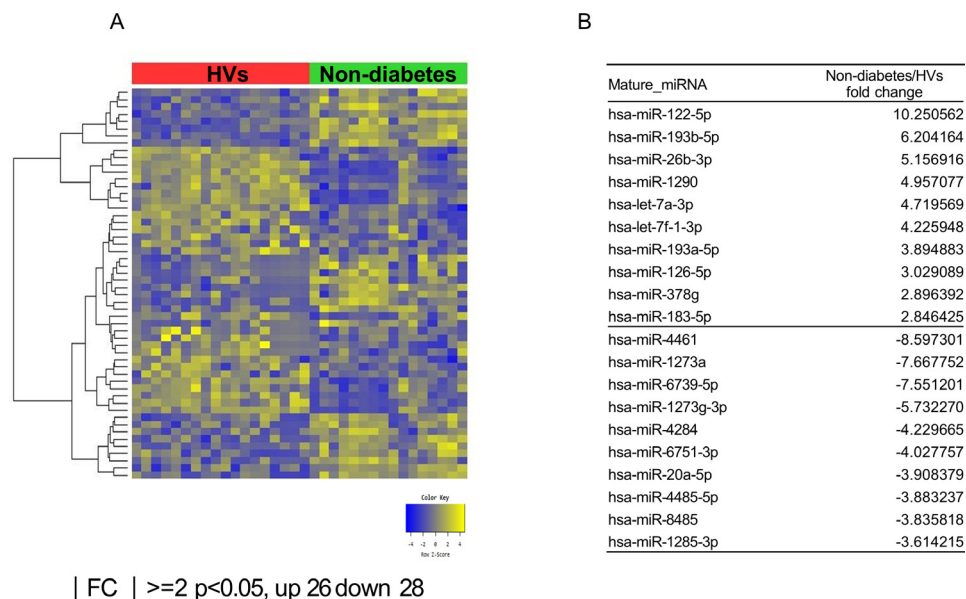 A
B
HVs Non-diabetes
Color Key
-4 -2 0 2 4
Row Z-Score
| FC | >=2 p<0.05, up 26 down 28
Mature_miRNA Non-diabetes/HVs
fold change
hsa-miR-122-5p 10.250562
hsa-miR-193b-5p 6.204164
hsa-miR-26b-3p 5.156916
hsa-miR-1290 4.957077
hsa-let-7a-3p 4.719569
hsa-let-7f-1-3p 4.225948
hsa-miR-193a-5p 3.894883
hsa-miR-126-5p 3.029089
hsa-miR-378g 2.896392
hsa-miR-183-5p 2.846425
hsa-miR-4461 -8.597301
hsa-miR-1273a -7.667752
hsa-miR-6739-5p -7.551201
hsa-miR-1273g-3p -5.732270
hsa-miR-4284 -4.229665
hsa-miR-6751-3p -4.027757
hsa-miR-20a-5p -3.908379
hsa-miR-4485-5p -3.883237
hsa-miR-8485 -3.835818
hsa-miR-1285-3p -3.614215